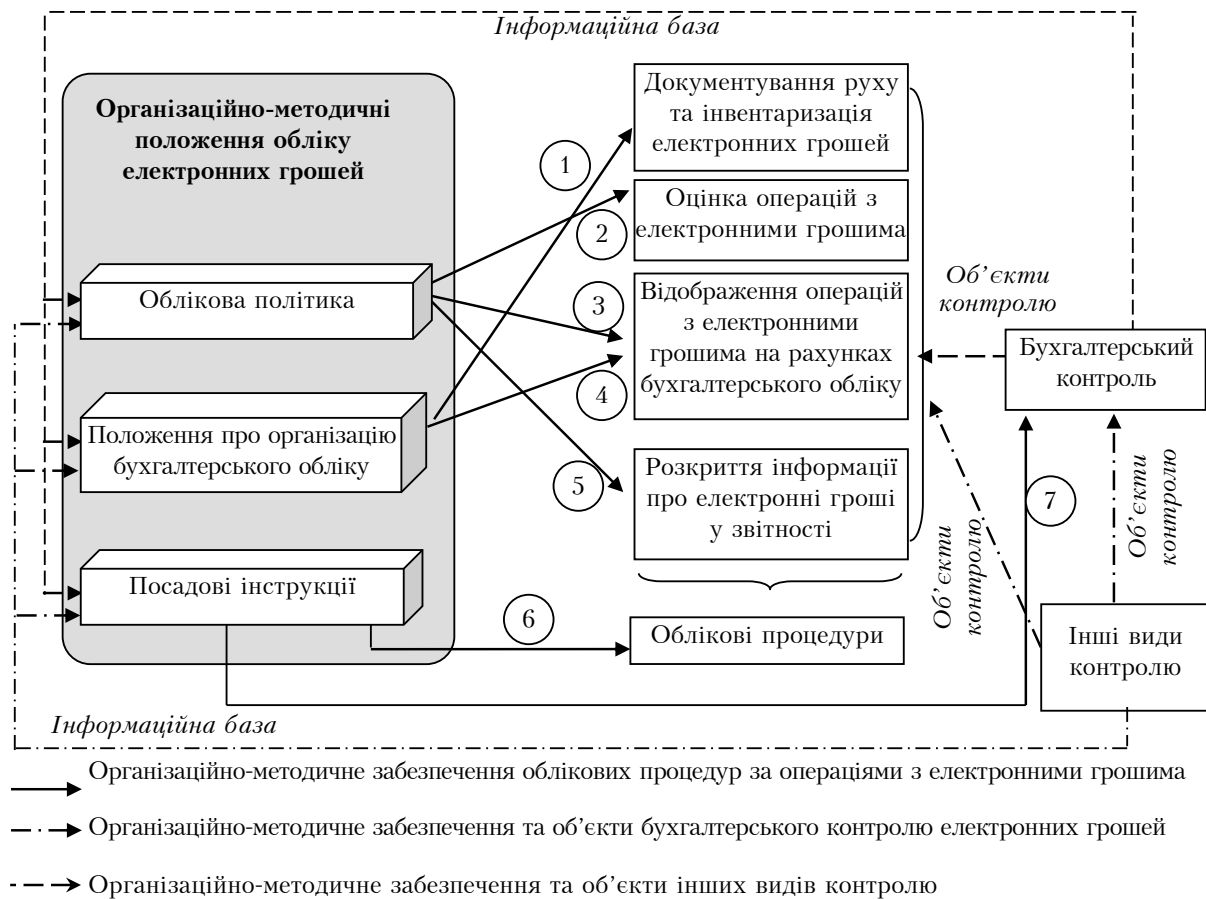 Інформаційна база
Організаційно-методичні
положення обліку
електронних грошей
Облікова політика
Положення про організацію
бухгалтерського обліку
Посадові інструкції
1
2
3
4
5
6
7
Документування руху
та інвентаризація
електронних грошей
Оцінка операцій з
електронними грошима
Відображення операцій
з електронними
грошима на рахунках
бухгалтерського обліку
Розкриття інформації
про електронні гроші
у звітності
Облікові процедури
Об’єкти
контролю
Бухгалтерський
контроль
Об’єкти
контролю
Об’єкти
контролю
Інші види
контролю
Інформаційна база
Організаційно-методичне забезпечення облікових процедур за операціями з електронними грошима
Організаційно-методичне забезпечення та об’єкти бухгалтерського контролю електронних грошей
Організаційно-методичне забезпечення та об’єкти інших видів контролю